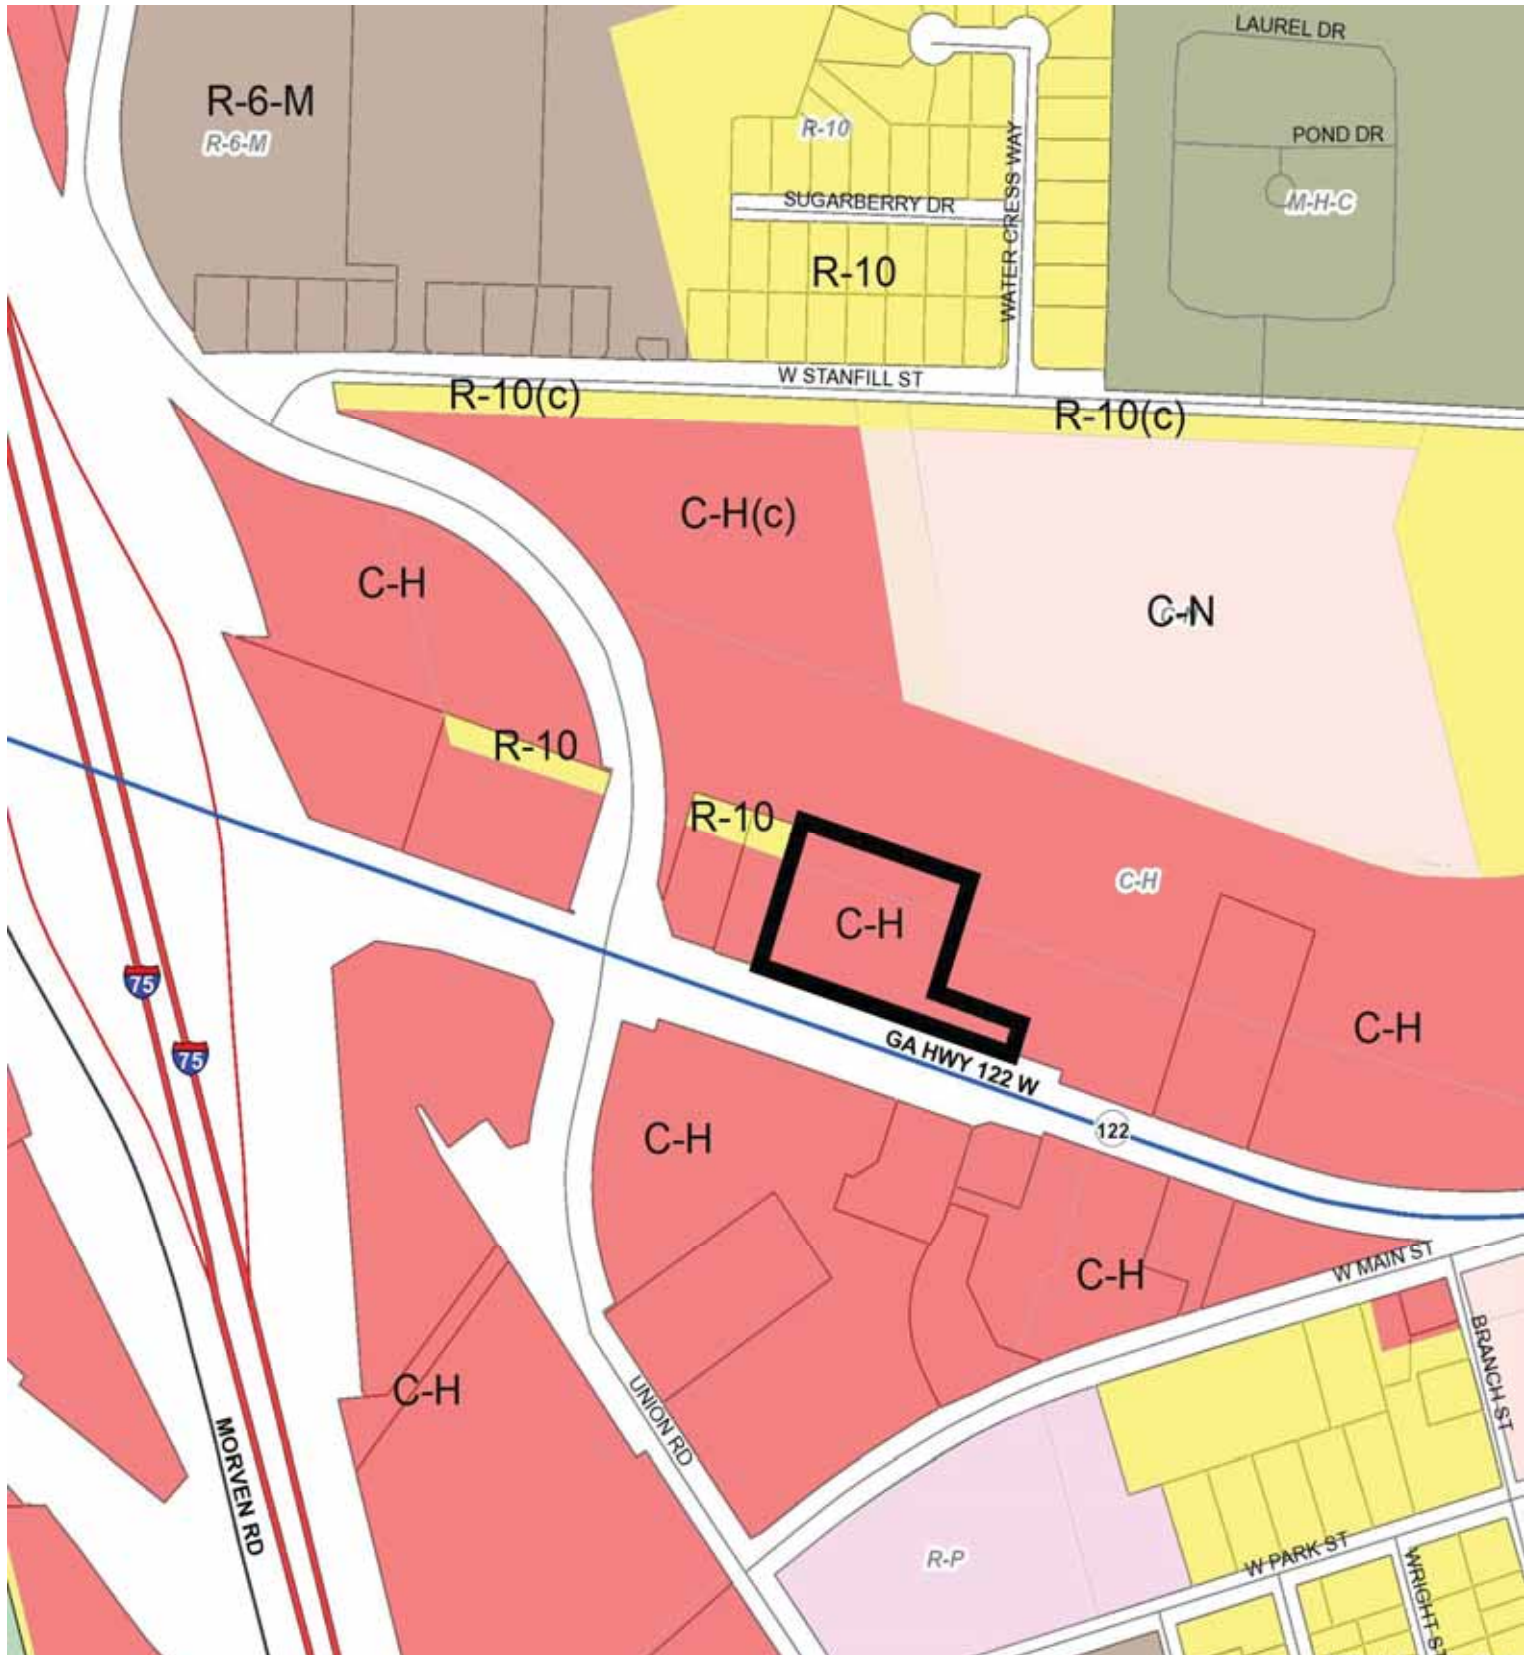 LAUREL DR
R-6-M
R-6-M
R-10
POND DR
WATER CRESS WAY
SUGARBERRY DR
M-H-C
R-10
W STANFILL ST
R-10(c)
R-10(c)
C-H(c)
C-H
C-N
R-10
R-10
C-H
C-H
75
C-H
75
GA HWY 122 W
122
C-H
C-H
W MAIN ST
BRANCH ST
C-H
UNION RD
MORVEN RD
R-P
W PARK ST
WRIGHT ST